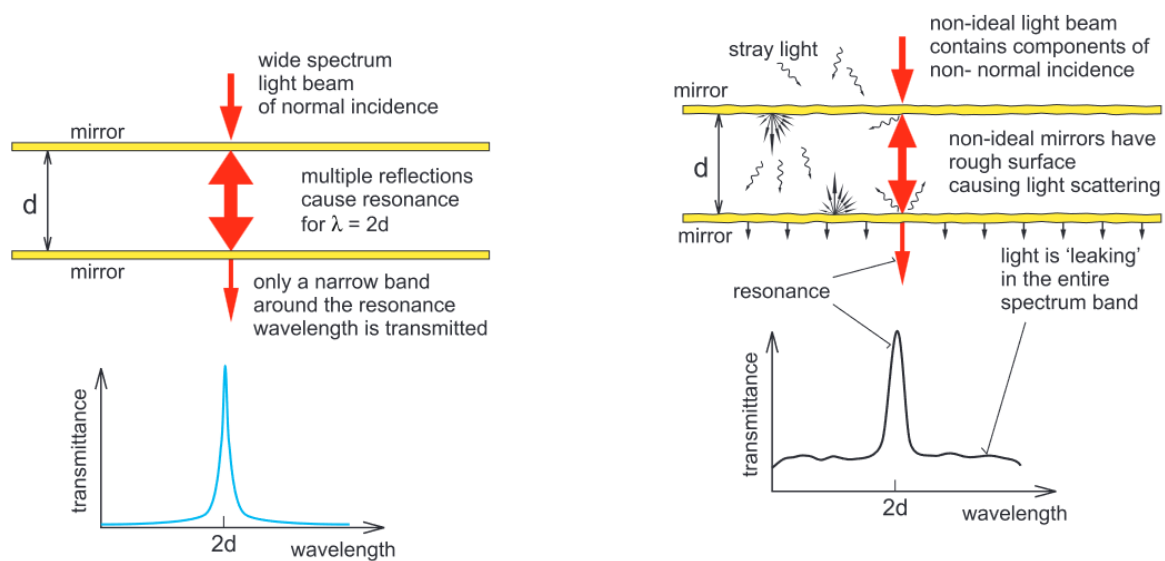 wide spectrum
light beam
of normal incidence
mirror
d
multiple reflections
cause resonance
for λ = 2d
mirror
only a narrow band
around the resonance
wavelength is transmitted
transmittance
2d
wavelength
stray light
non-ideal light beam
contains components of
non- normal incidence
d
non-ideal mirrors have
rough surface
causing light scattering
mirror
resonance
light is ‘leaking’
in the entire
spectrum band
transmittance
2d
wavelength